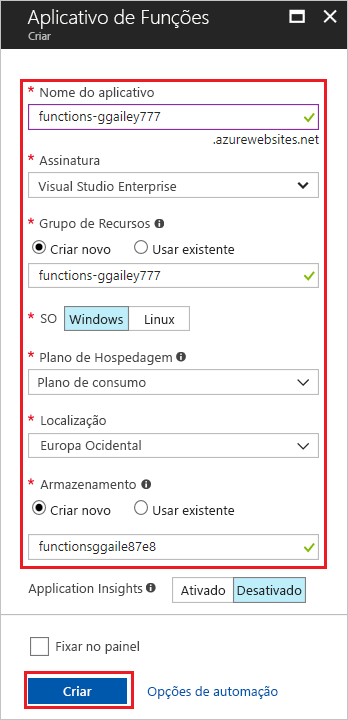 Aplicativo de Funções
Criar
* Nome do aplicativo
functions-ggailey777
.azurewebsites.net
* Assinatura
Visual Studio Enterprise
* Grupo de Recursos
Criar novo Usar existente
functions-ggailey777
* SO Windows Linux
* Plano de Hospedagem
Plano de consumo
* Localização
Europa Ocidental
* Armazenamento
Criar novo Usar existente
functionsggaile87e8
Application Insights Ativado Desativado
Fixar no painel
Criar Opções de automação